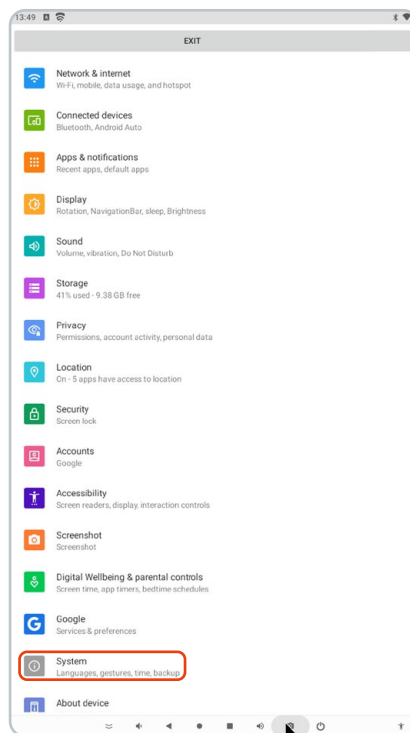 13:49
EXIT
Network & internet
Wi-Fi, mobile, data usage, and hotspot
Connected devices
Bluetooth, Android Auto
Apps & notifications
Recent apps, default apps
Display
Rotation, NavigationBar, sleep, Brightness
Sound
Volume, vibration, Do Not Disturb
Storage
41% used - 9.38 GB free
Privacy
Permissions, account activity, personal data
Location
On - 5 apps have access to location
Security
Screen lock
Accounts
Google
Accessibility
Screen readers, display, interaction controls
Screenshot
Screenshot
Digital Wellbeing & parental controls
Screen time, app timers, bedtime schedules
Google
Services & preferences
System
Languages, gestures, time, backup
About device